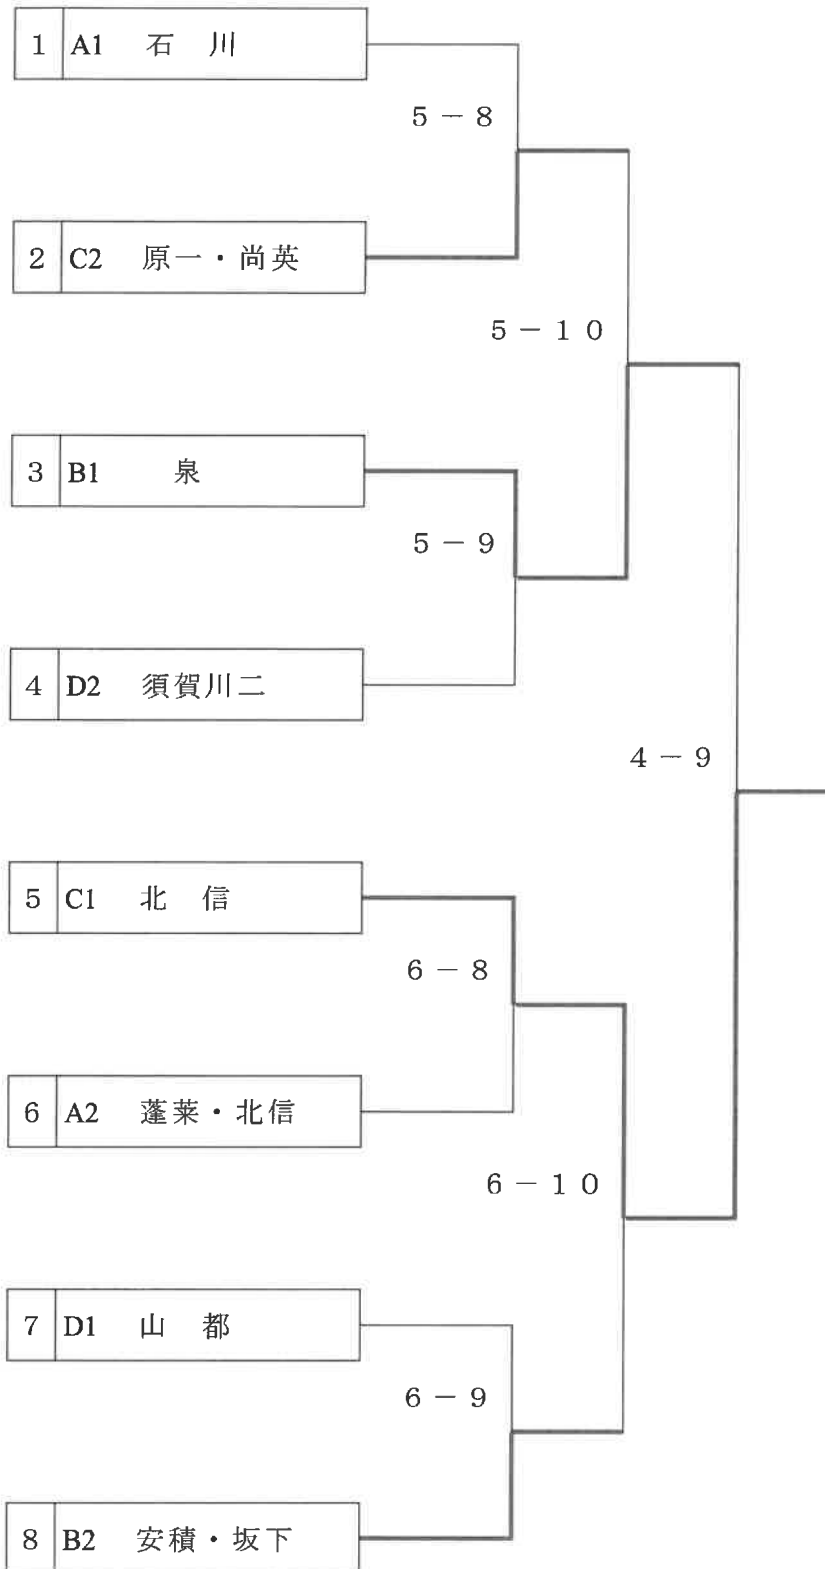 1 A1 石 川
5 － 8
2 C2 原一・尚英
5 － 1 0
3 B1 泉
5 － 9
4 D2 須賀川二
4 － 9
5 C1 北 信
6 － 8
6 A2 蓬莱・北信
6 － 1 0
7 D1 山 都
6 － 9
8 B2 安積・坂下